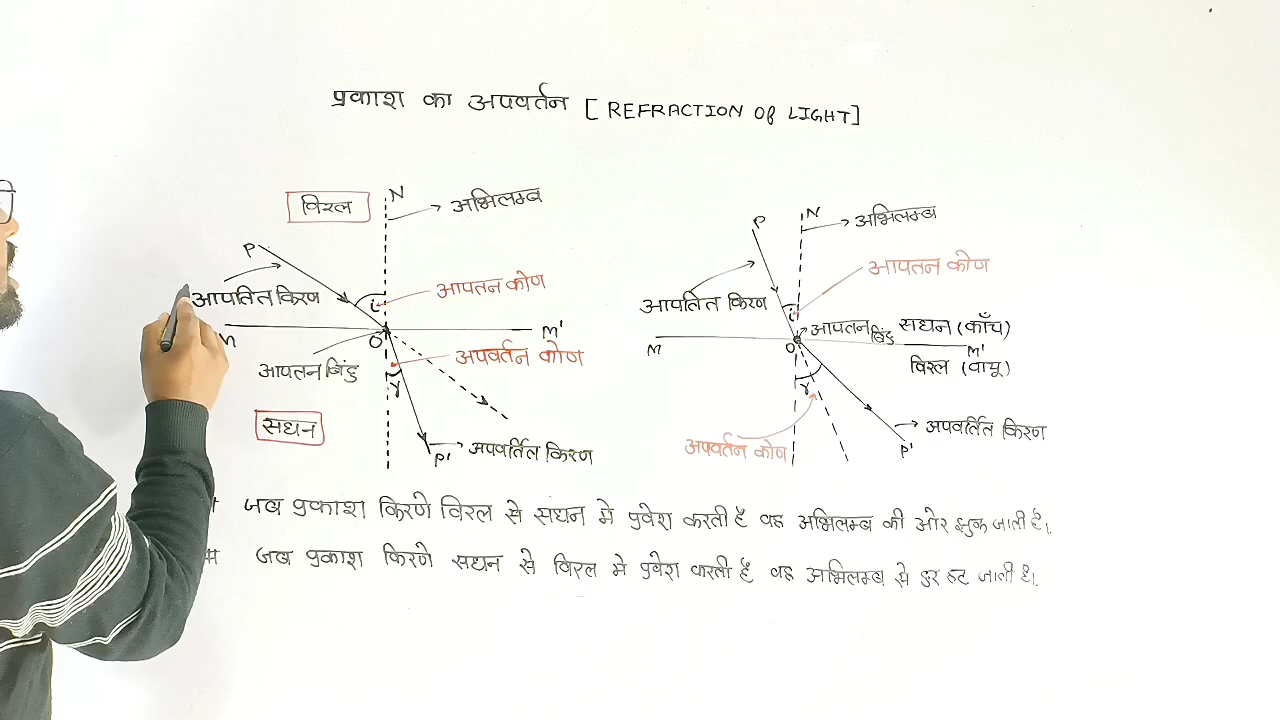 प्रकाश का अपवर्तन [REFRACTION Of LIGHT]
विरल
N
अभिलम्ब
P
आपतित किरण
i
आपतन कोण
M'
O
आपतन बिंदु
अपवर्तन कोण
r
सघन
P'
अपवर्तित किरण
P
N
अभिलम्ब
आपतन कोण
आपतित किरण
i
आपतन बिंदु
सघन (काँच)
M
O
M'
विरल (वायू)
r
अपवर्तन कोण
अपवर्तित किरण
P'
जब प्रकाश किरणे विरल से सघन मे प्रवेश करती है वह अभिलम्ब की ओर झुक जाती है।
# जब प्रकाश किरणे सघन से विरल मे प्रवेश करती है वह अभिलम्ब से दुर हट जाती है।